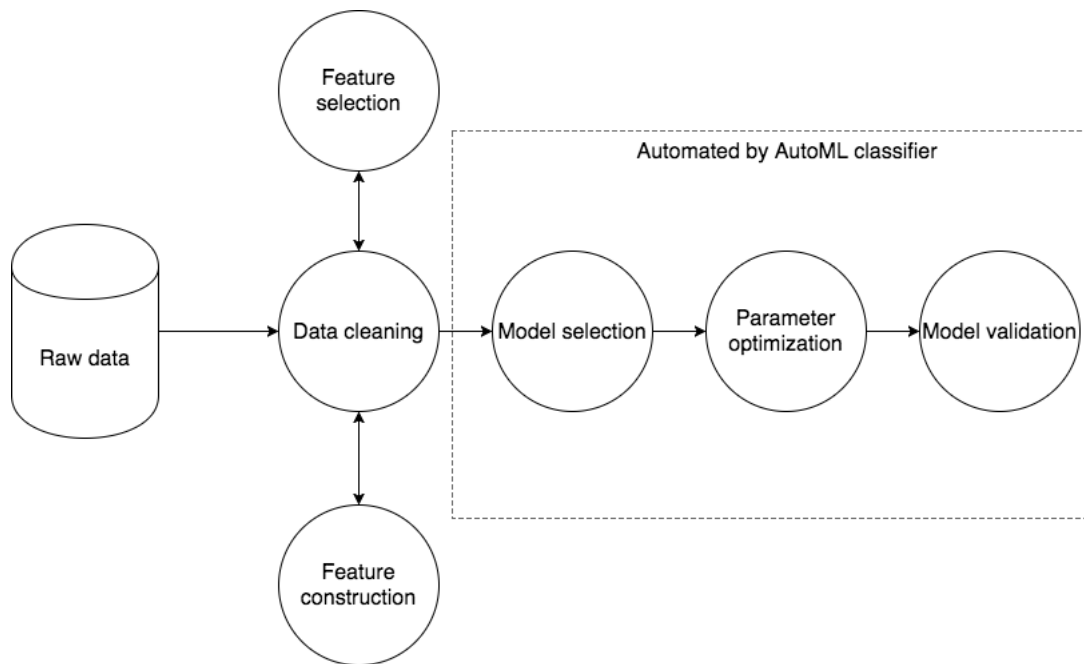 Feature
selection
Automated by AutoML classifier
Raw data
Data cleaning
Model selection
Parameter
optimization
Model validation
Feature
construction